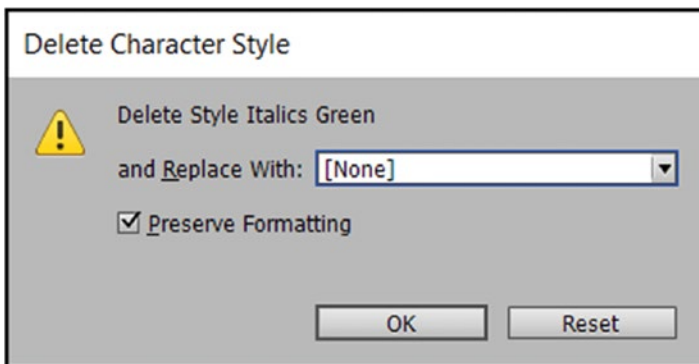 Delete Character Style
Delete Style Italics Green
and Replace With: [None]
Preserve Formatting
OK Reset